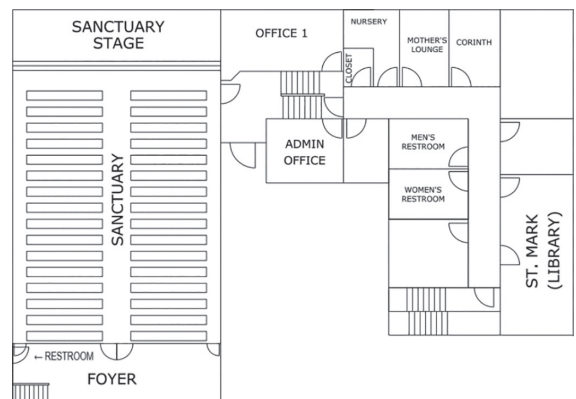 SANCTUARY
STAGE
OFFICE 1
NURSERY
MOTHER'S
LOUNGE
CORINTH
CLOSET
ADMIN
OFFICE
MEN'S
RESTROOM
WOMEN'S
RESTROOM
SANCTUARY
ST. MARK
(LIBRARY)
← RESTROOM
FOYER